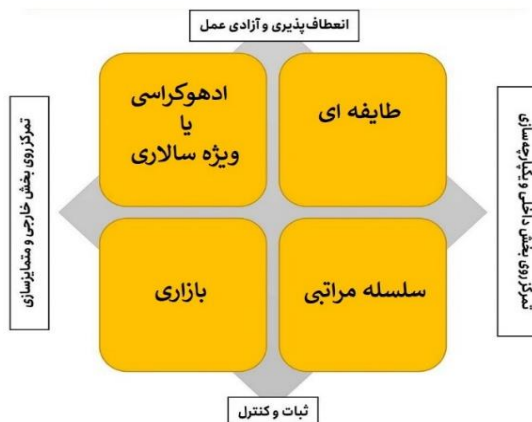 انعطاف‌پذیری و آزادی عمل
طایفه ای
ادهوکراسی
یا
ویژه سالاری
تمرکز روی بخش داخلی و یکپارچه‌سازی
تمرکز روی بخش خارجی و متمایزسازی
سلسله مراتبی
بازاری
ثبات و کنترل